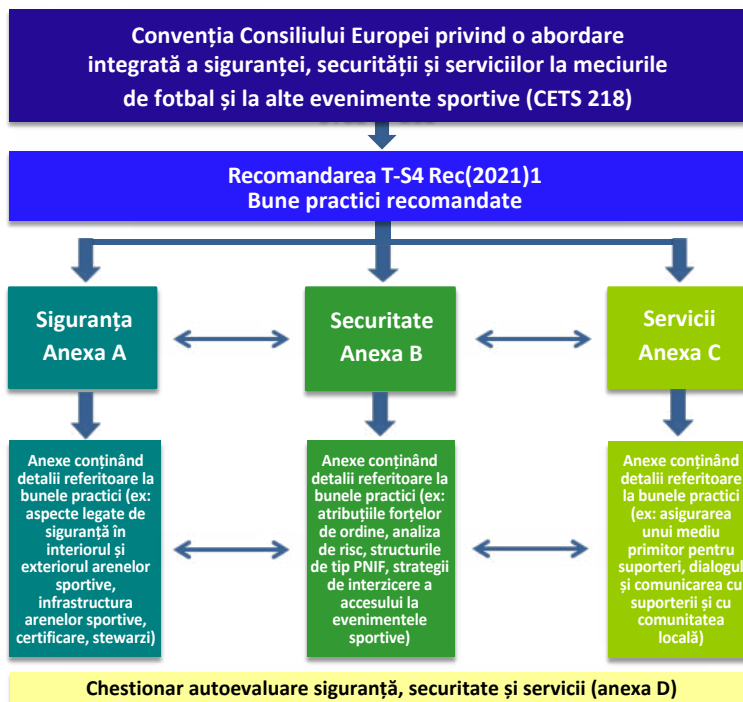 Convenția Consiliului Europei privind o abordare
integrată a siguranței, securității și serviciilor la meciurile
de fotbal și la alte evenimente sportive (CETS 218)
Recomandarea T-S4 Rec(2021)1
Bune practici recomandate
Siguranța
Anexa A
Securitate
Anexa B
Servicii
Anexa C
Anexe conținând
detalii referitoare la
bunele practici (ex:
aspecte legate de
siguranță în
interiorul și
exteriorul arenelor
sportive,
infrastructura
arenelor sportive,
certificare, stewarzi)
Anexe conținând
detalii referitoare la
bunele practici (ex:
atribuțiile forțelor
de ordine, analiza
de risc, structurile
de tip PNIF, strategii
de interzicere a
accesului la
evenimentele
sportive)
Anexe conținând
detalii referitoare
la bunele practici
(ex: asigurarea
unui mediu
primitor pentru
suporteri, dialogul
și comunicarea cu
suporterii și cu
comunitatea
locală)
Chestionar autoevaluare siguranță, securitate și servicii (anexa D)